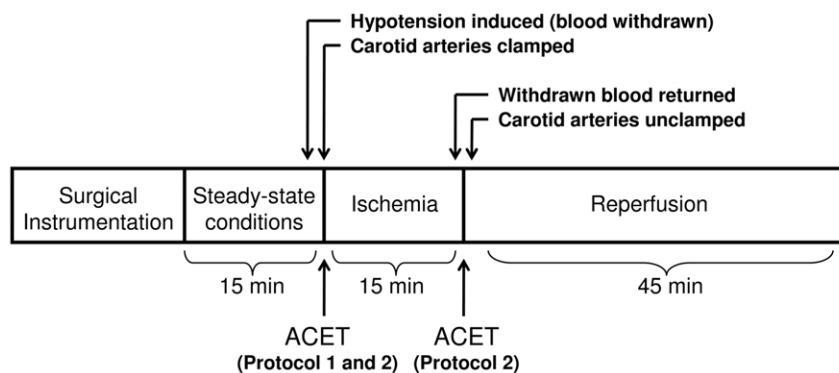 Hypotension induced (blood withdrawn)
Carotid arteries clamped
Withdrawn blood returned
Carotid arteries unclamped
Surgical
Instrumentation
Steady-state
conditions
Ischemia
Reperfusion
15 min
15 min
45 min
ACET
(Protocol 1 and 2)
ACET
(Protocol 2)